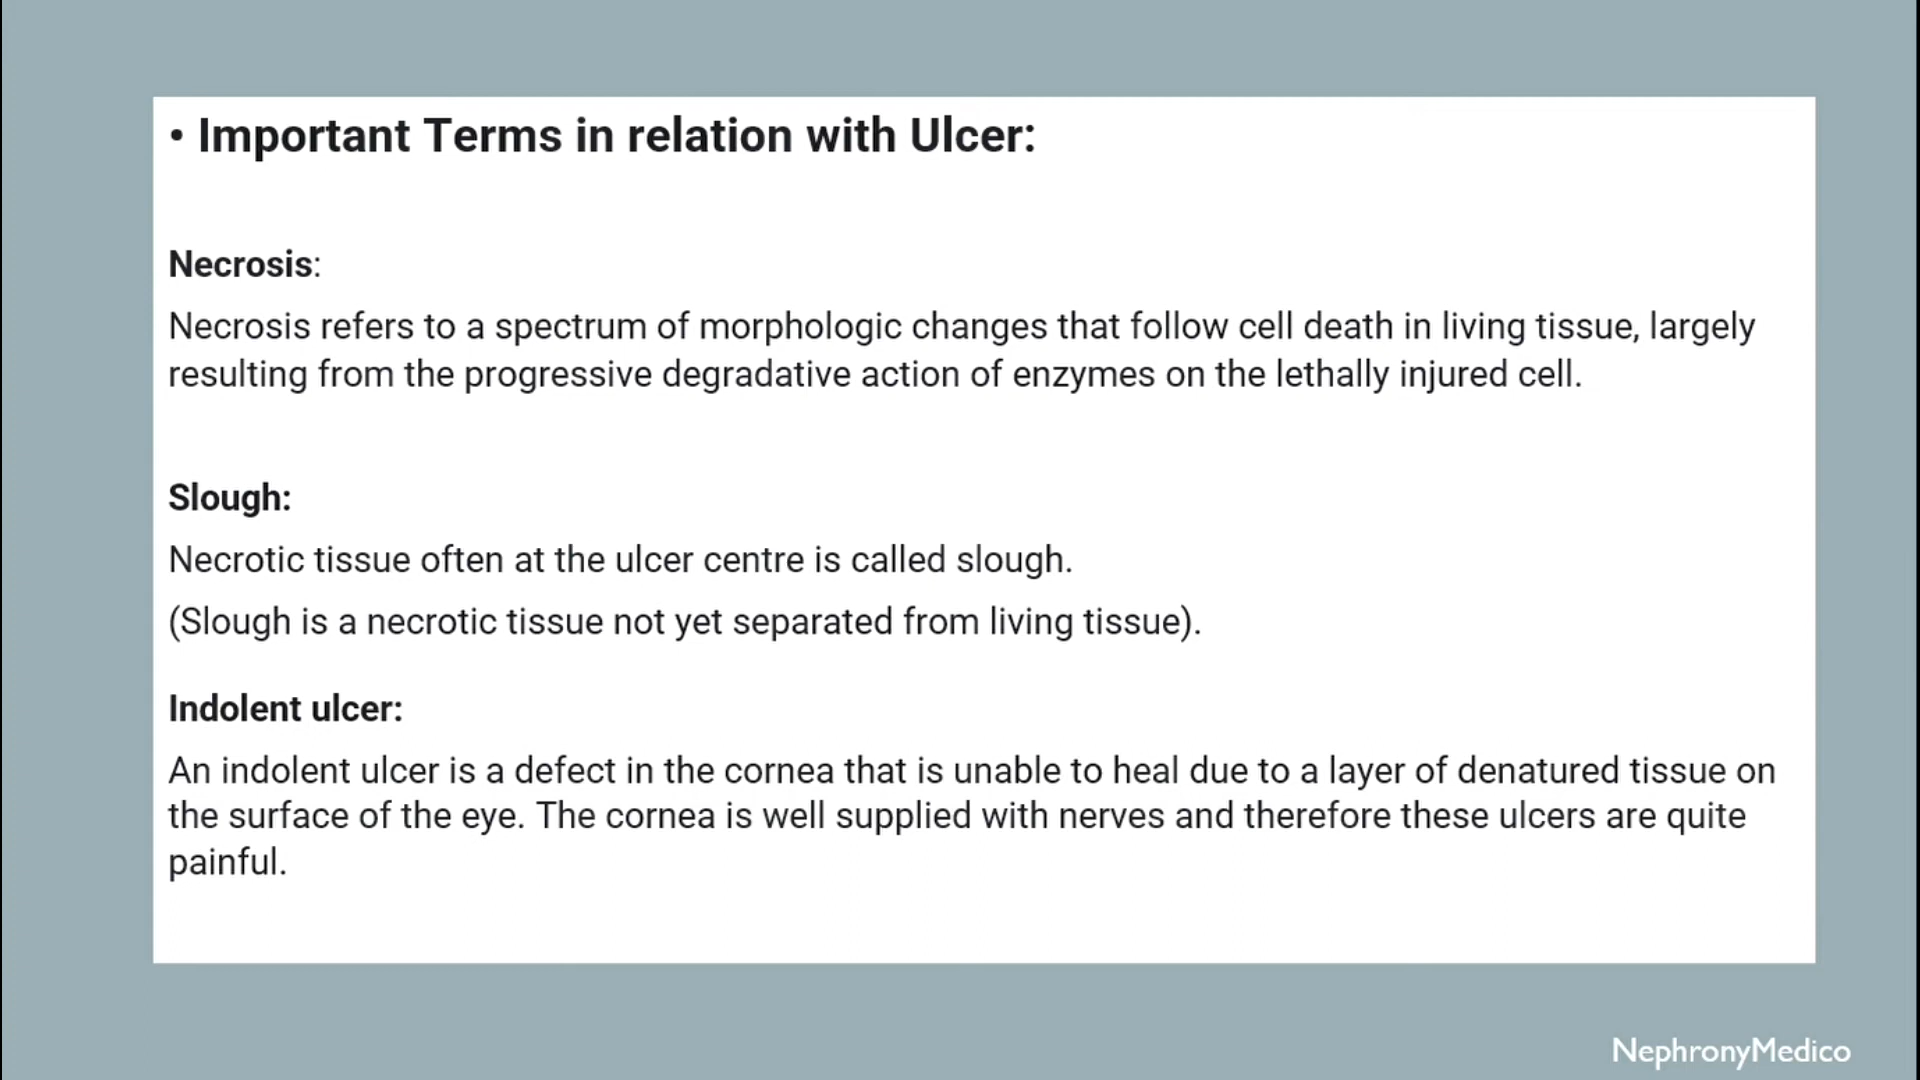 • Important Terms in relation with Ulcer:
Necrosis:
Necrosis refers to a spectrum of morphologic changes that follow cell death in living tissue, largely
resulting from the progressive degradative action of enzymes on the lethally injured cell.
Slough:
Necrotic tissue often at the ulcer centre is called slough.
(Slough is a necrotic tissue not yet separated from living tissue).
Indolent ulcer:
An indolent ulcer is a defect in the cornea that is unable to heal due to a layer of denatured tissue on
the surface of the eye. The cornea is well supplied with nerves and therefore these ulcers are quite
painful.
NephronyMedico